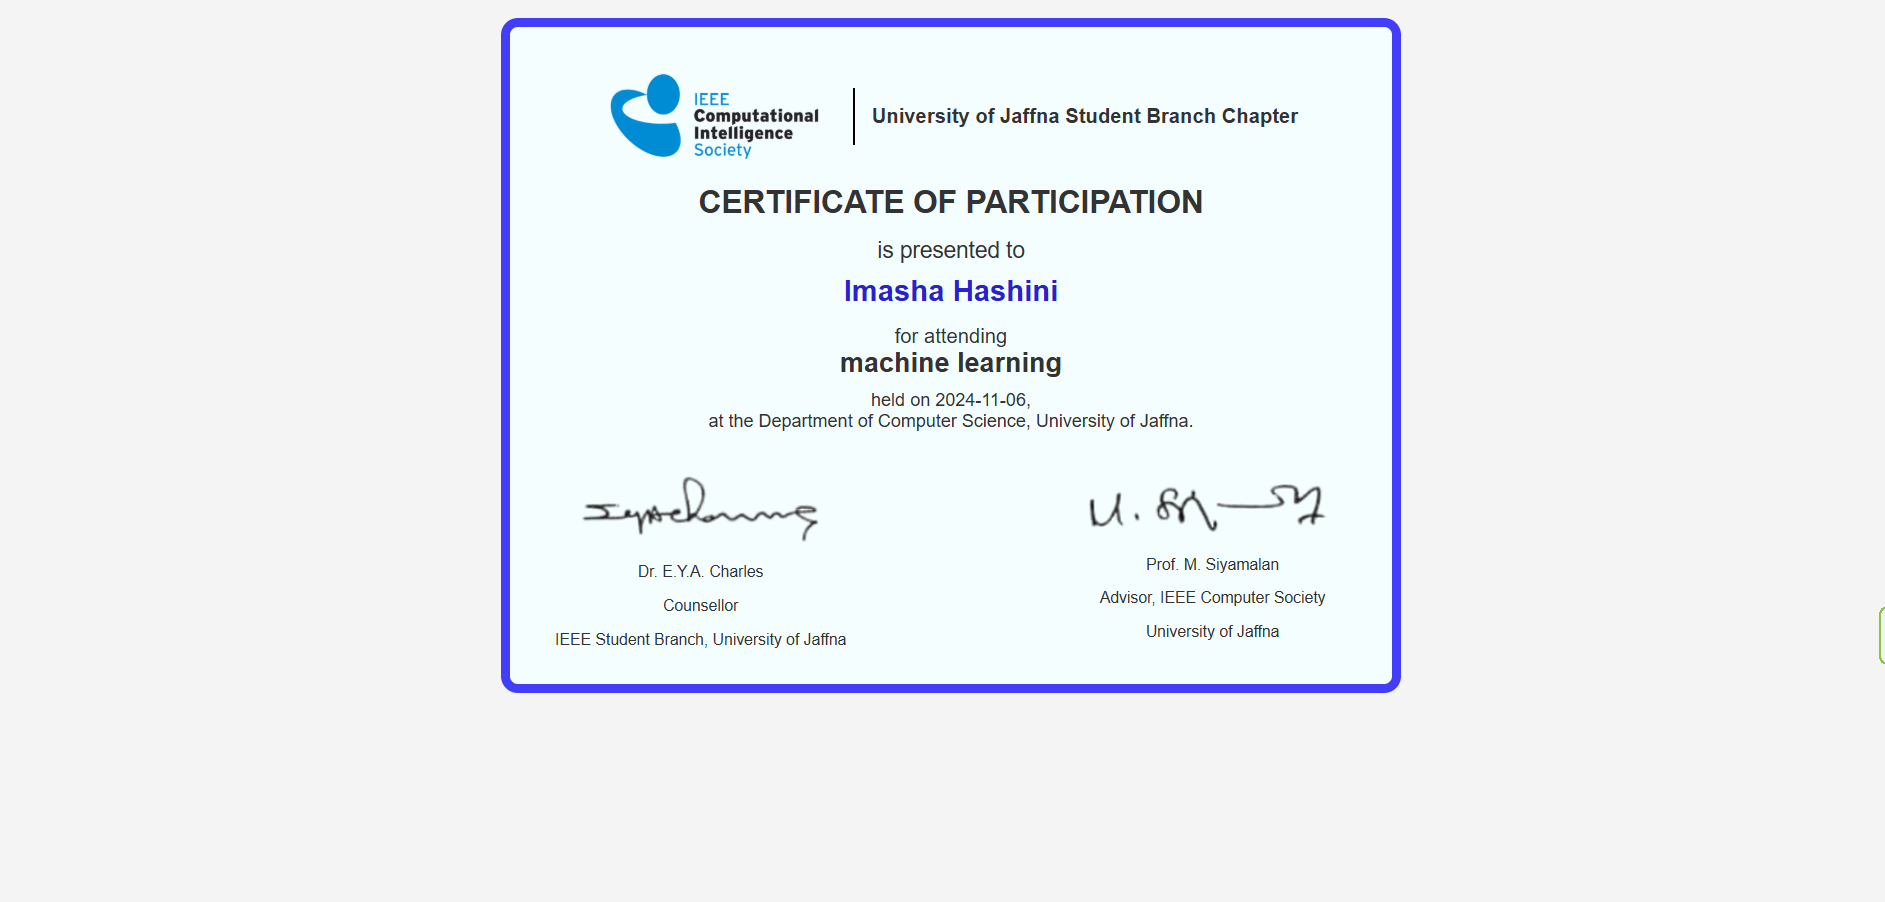 IEEE
Computational
Intelligence
Society
University of Jaffna Student Branch Chapter
CERTIFICATE OF PARTICIPATION
is presented to
Imasha Hashini
for attending
machine learning
held on 2024-11-06,
at the Department of Computer Science, University of Jaffna.
Dr. E.Y.A. Charles
Counsellor
IEEE Student Branch, University of Jaffna
Prof. M. Siyamalan
Advisor, IEEE Computer Society
University of Jaffna